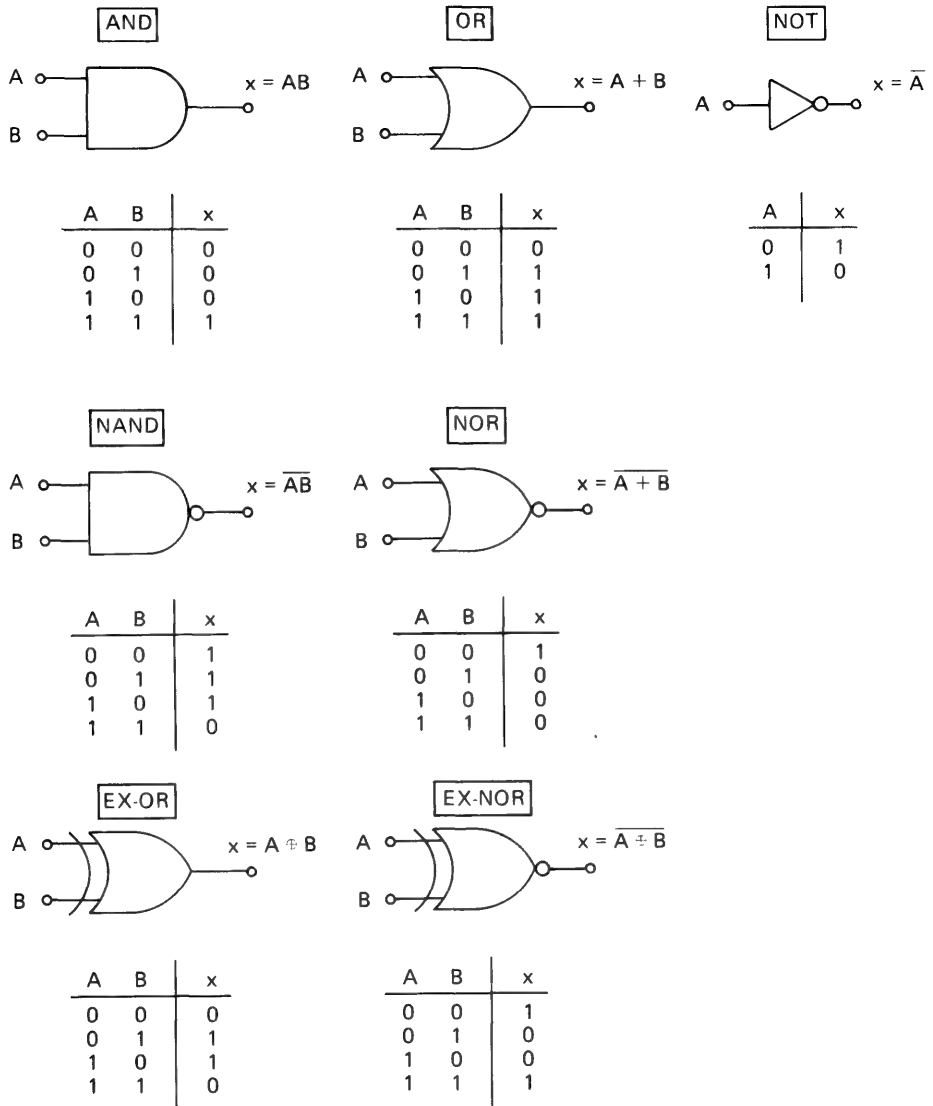 AND OR NOT
A B x = AB
A B x = A + B
A x = A̅
A B x
0 0 0
0 1 0
1 0 0
1 1 1
A B x
0 0 0
0 1 1
1 0 1
1 1 1
A x
0 1
1 0
NAND NOR
A B x = A̅B̅
A B x = A̅ ̅+̅ ̅B̅
A B x
0 0 1
0 1 1
1 0 1
1 1 0
A B x
0 0 1
0 1 0
1 0 0
1 1 0
EX-OR EX-NOR
A B x = A ⊕ B
A B x = A̅ ̅⊕̅ ̅B̅
A B x
0 0 0
0 1 1
1 0 1
1 1 0
A B x
0 0 1
0 1 0
1 0 0
1 1 1